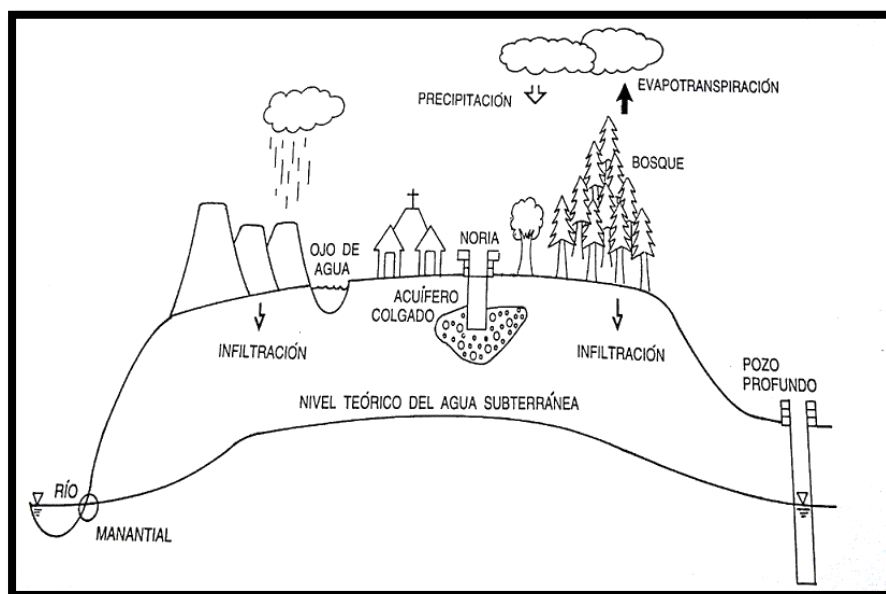 PRECIPITACIÓN
EVAPOTRANSPIRACIÓN
BOSQUE
OJO DE
AGUA
NORIA
ACUÍFERO
COLGADO
INFILTRACIÓN
INFILTRACIÓN
POZO
PROFUNDO
NIVEL TEÓRICO DEL AGUA SUBTERRÁNEA
RÍO
MANANTIAL